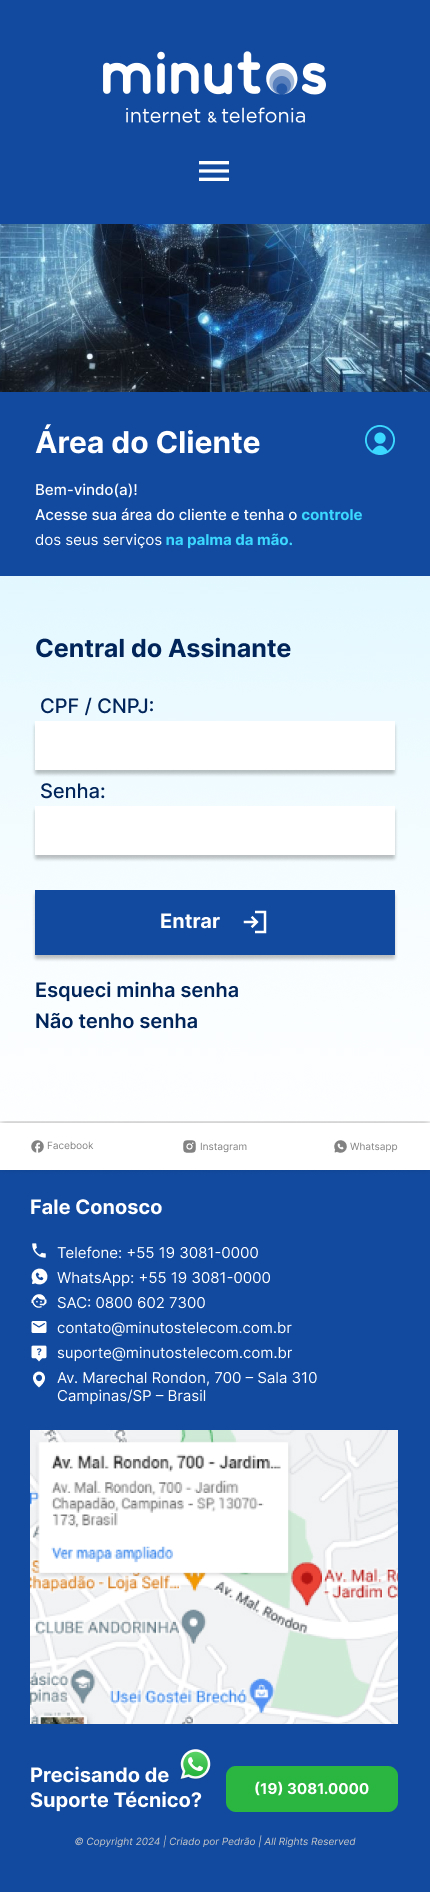 minutos
internet & telefonia
Área do Cliente
Bem-vindo(a)!
Acesse sua área do cliente e tenha o controle
dos seus serviços na palma da mão.
Central do Assinante
CPF / CNPJ:
Senha:
Entrar
Esqueci minha senha
Não tenho senha
Facebook Instagram Whatsapp
Fale Conosco
Telefone: +55 19 3081-0000
WhatsApp: +55 19 3081-0000
SAC: 0800 602 7300
contato@minutostelecom.com.br
suporte@minutostelecom.com.br
Av. Marechal Rondon, 700 – Sala 310
Campinas/SP – Brasil
Av. Mal. Rondon, 700 - Jardim...
Av. Mal. Rondon, 700 - Jardim
Chapadão, Campinas - SP, 13070-
173, Brasil
Ver mapa ampliado
Chapadão - Loja Self...
Av. Mal. R
- Jardim C
Av. Mal. Rondon
CLUBE ANDORINHA
Usei Gostei Brechó
Precisando de
Suporte Técnico?
(19) 3081.0000
© Copyright 2024 | Criado por Pedrão | All Rights Reserved